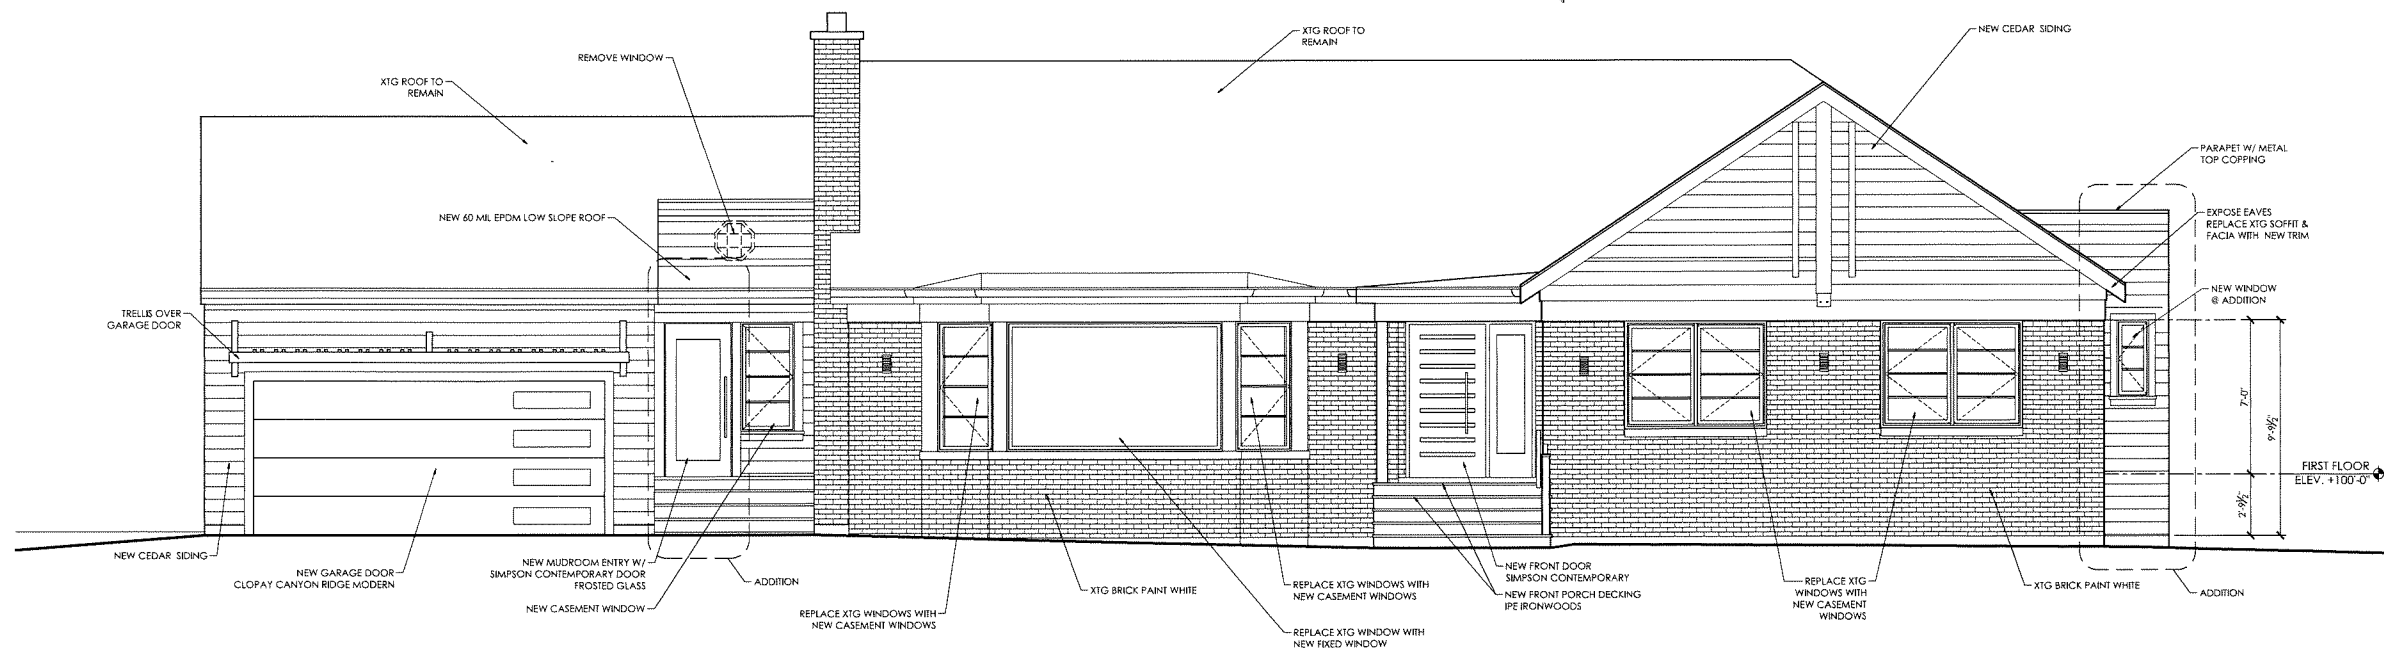 XTG ROOF TO
REMAIN
NEW CEDAR SIDING
REMOVE WINDOW
XTG ROOF TO
REMAIN
PARAPET W/ METAL
TOP COPPING
NEW 60 MIL EPDM LOW SLOPE ROOF
EXPOSE EAVES
REPLACE XTG SOFFIT &
FACIA WITH NEW TRIM
TRELLIS OVER
GARAGE DOOR
NEW WINDOW
@ ADDITION
7'-0"
9'-9½"
2'-9½"
FIRST FLOOR
ELEV. +100'-0"
NEW CEDAR SIDING
NEW GARAGE DOOR
CLOPAY CANYON RIDGE MODERN
NEW MUDROOM ENTRY W/
SIMPSON CONTEMPORARY DOOR
FROSTED GLASS
NEW CASEMENT WINDOW
ADDITION
REPLACE XTG WINDOWS WITH
NEW CASEMENT WINDOWS
XTG BRICK PAINT WHITE
REPLACE XTG WINDOWS WITH
NEW CASEMENT WINDOWS
REPLACE XTG WINDOW WITH
NEW FIXED WINDOW
NEW FRONT DOOR
SIMPSON CONTEMPORARY
NEW FRONT PORCH DECKING
IPE IRONWOODS
REPLACE XTG
WINDOWS WITH
NEW CASEMENT
WINDOWS
XTG BRICK PAINT WHITE
ADDITION